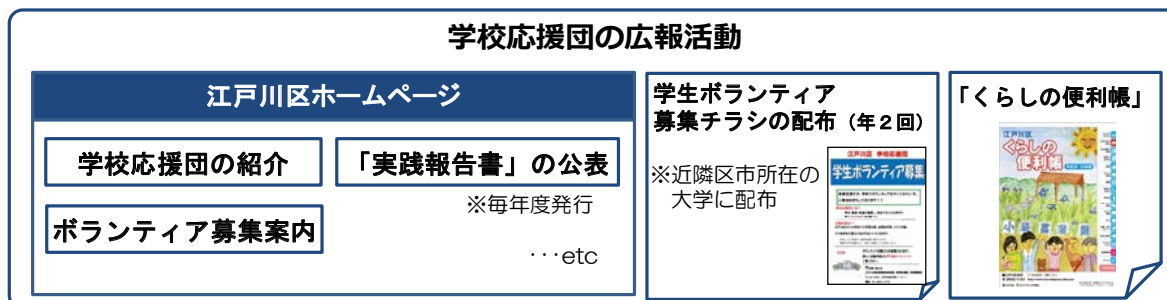 学校応援団の広報活動
江戸川区ホームページ
学校応援団の紹介
「実践報告書」の公表
※毎年度発行
ボランティア募集案内
･･･etc
学生ボランティア
募集チラシの配布（年２回）
※近隣区市所在の
大学に配布
江戸川区 学校応援団
学生ボランティア募集
「くらしの便利帳」
江戸川区
くらしの
便利帳